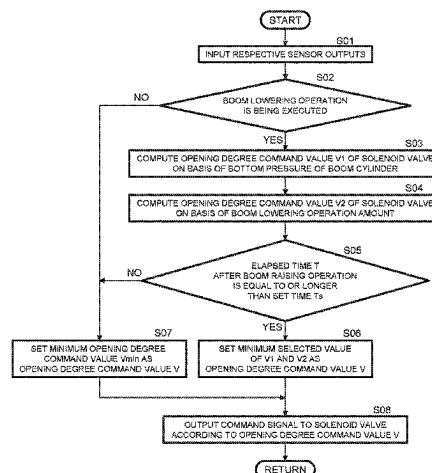 START
S01
INPUT RESPECTIVE SENSOR OUTPUTS
S02
NO
BOOM LOWERING OPERATION
IS BEING EXECUTED
YES
S03
COMPUTE OPENING DEGREE COMMAND VALUE V1 OF SOLENOID VALVE
ON BASIS OF BOTTOM PRESSURE OF BOOM CYLINDER
S04
COMPUTE OPENING DEGREE COMMAND VALUE V2 OF SOLENOID VALVE
ON BASIS OF BOOM LOWERING OPERATION AMOUNT
S05
NO
ELAPSED TIME T
AFTER BOOM RAISING OPERATION
IS EQUAL TO OR LONGER
THAN SET TIME Ts
YES
S07
SET MINIMUM OPENING DEGREE
COMMAND VALUE Vmin AS
OPENING DEGREE COMMAND VALUE V
S06
SET MINIMUM SELECTED VALUE
OF V1 AND V2 AS
OPENING DEGREE COMMAND VALUE V
S08
OUTPUT COMMAND SIGNAL TO SOLENOID VALVE
ACCORDING TO OPENING DEGREE COMMAND VALUE V
RETURN